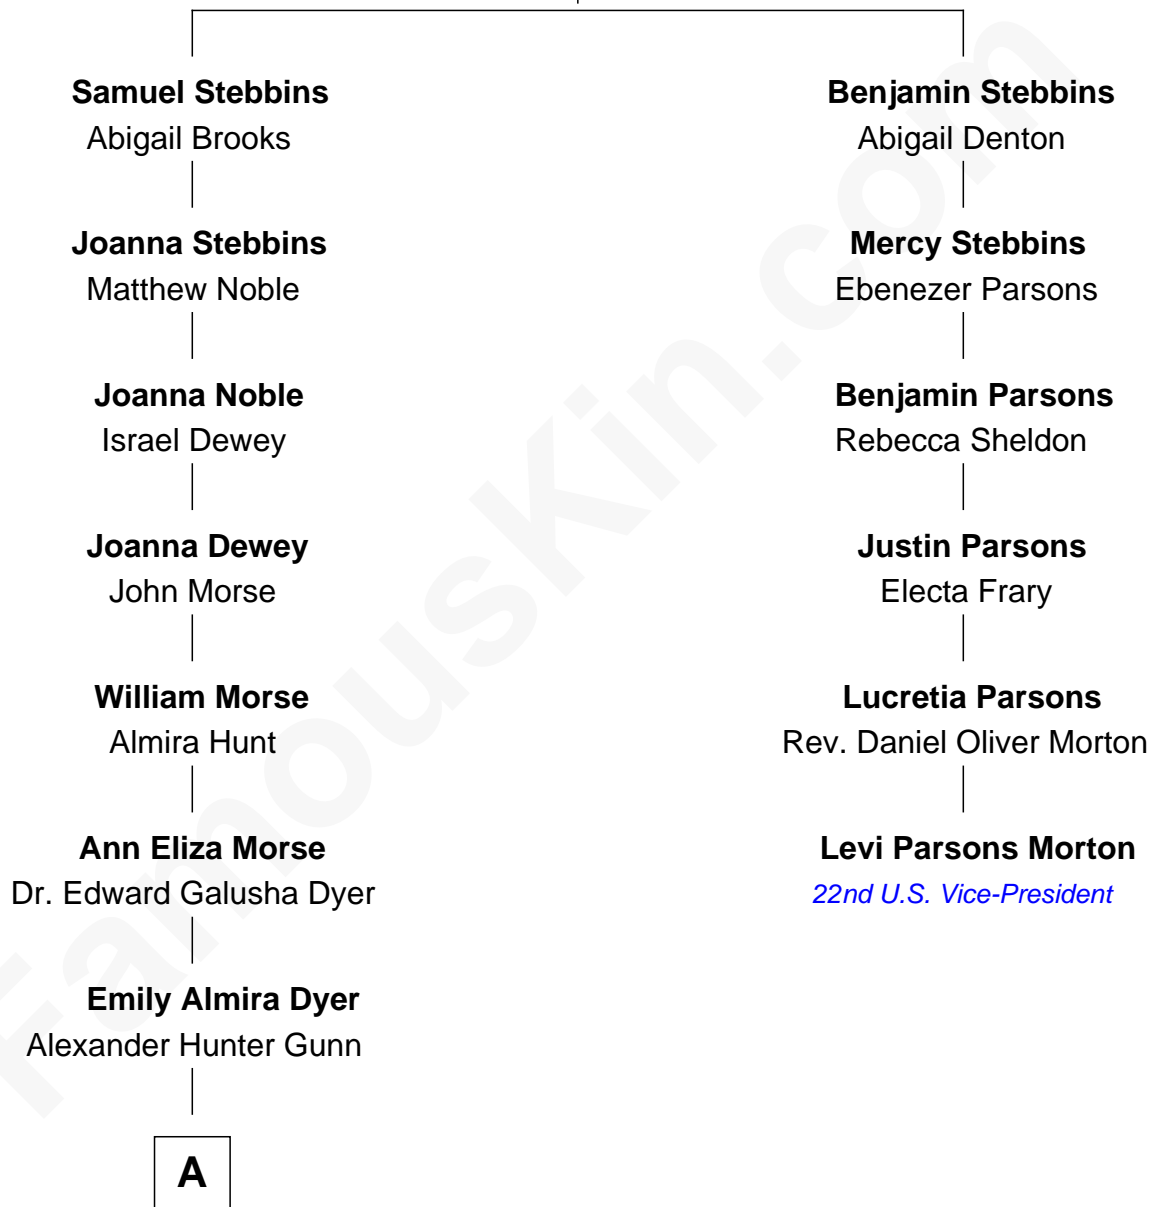 Samuel Stebbins
Abigail Brooks
Joanna Stebbins
Matthew Noble
Joanna Noble
Israel Dewey
Joanna Dewey
John Morse
William Morse
Almira Hunt
Ann Eliza Morse
Dr. Edward Galusha Dyer
Emily Almira Dyer
Alexander Hunter Gunn
A
Benjamin Stebbins
Abigail Denton
Mercy Stebbins
Ebenezer Parsons
Benjamin Parsons
Rebecca Sheldon
Justin Parsons
Electa Frary
Lucretia Parsons
Rev. Daniel Oliver Morton
Levi Parsons Morton
22nd U.S. Vice-President
FamousKin.com